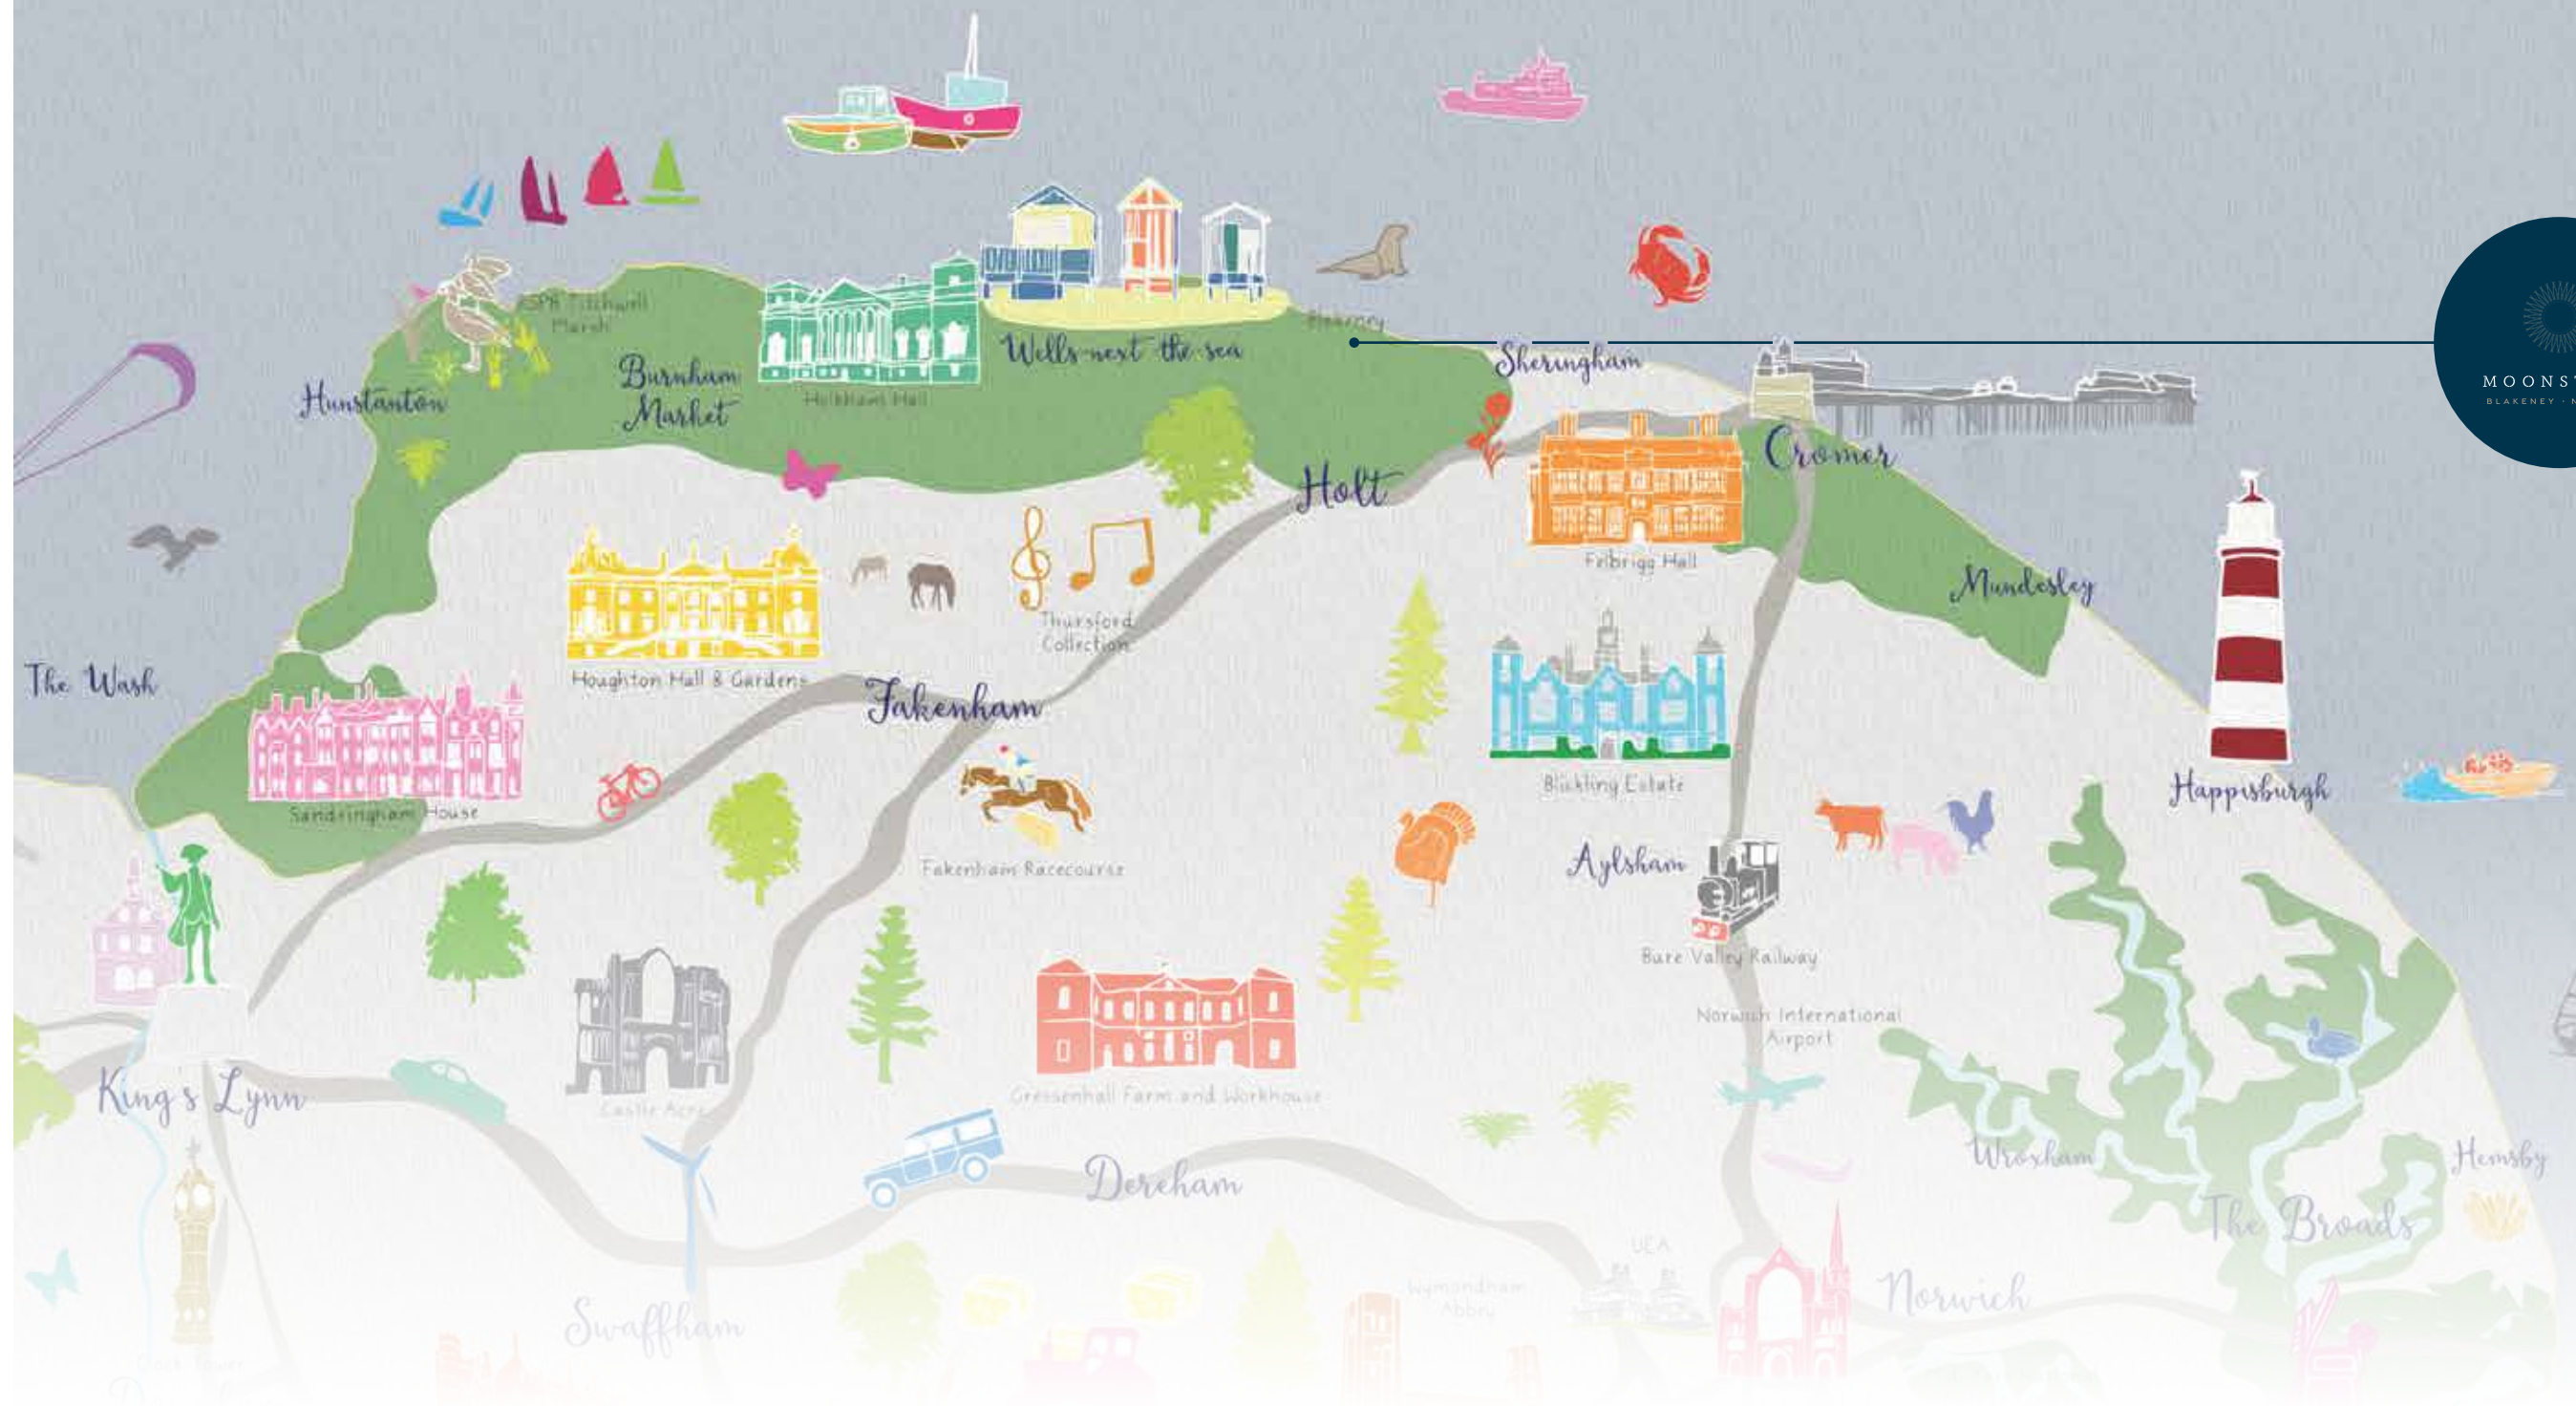 RSPB Titchwell
Marsh
Blakeney
Wells-next-the-sea
Sheringham
Burnham
Market
Hunstanton
Holkham Hall
MOONS
BLAKENEY · N
Cromer
Holt
Felbrigg Hall
Mundesley
Thursford
Collection
The Wash
Houghton Hall & Gardens
Fakenham
Blickling Estate
Happisburgh
Sandringham House
Fakenham Racecourse
Aylsham
Bure Valley Railway
Norwich International
Airport
King's Lynn
Castle Acre
Gressenhall Farm and Workhouse
Wroxham
Hemsby
Dereham
The Broads
UEA
Wymondham
Abbey
Norwich
Swaffham
Clock Tower